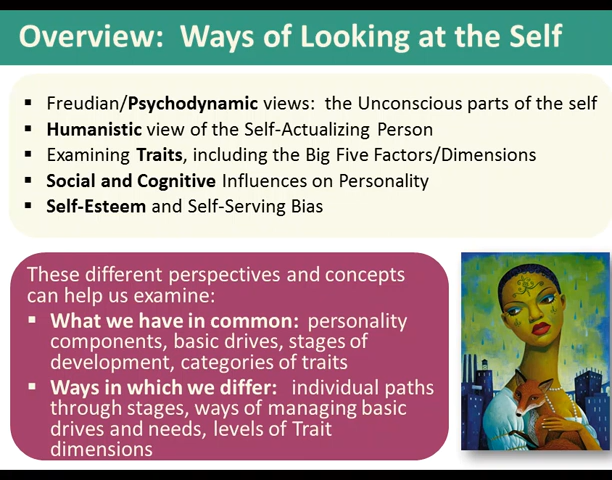 Overview: Ways of Looking at the Self
▪ Freudian/Psychodynamic views: the Unconscious parts of the self
▪ Humanistic view of the Self-Actualizing Person
▪ Examining Traits, including the Big Five Factors/Dimensions
▪ Social and Cognitive Influences on Personality
▪ Self-Esteem and Self-Serving Bias
These different perspectives and concepts
can help us examine:
▪ What we have in common: personality
components, basic drives, stages of
development, categories of traits
▪ Ways in which we differ: individual paths
through stages, ways of managing basic
drives and needs, levels of Trait
dimensions